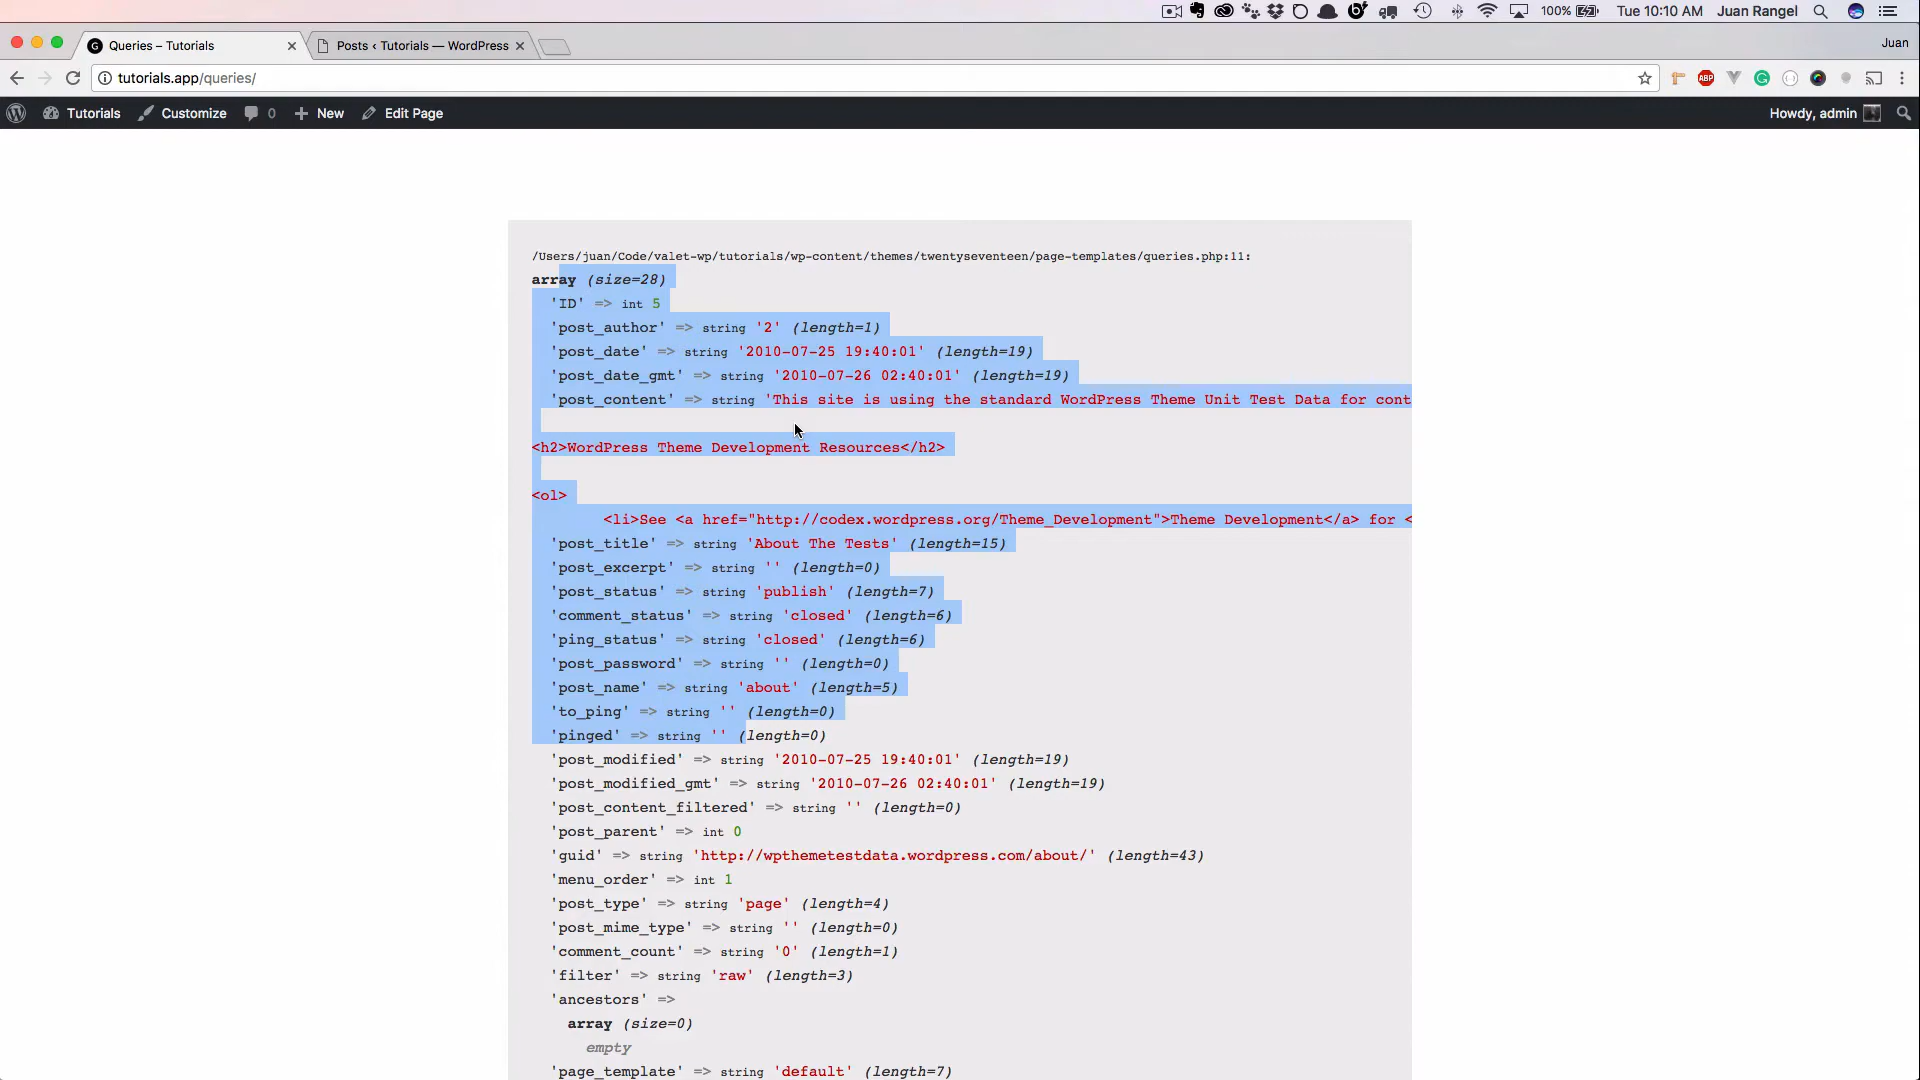 100% Tue 10:10 AM Juan Rangel
Queries – Tutorials
Posts ‹ Tutorials — WordPress
Juan
tutorials.app/queries/
ABP
Tutorials Customize 0 New Edit Page Howdy, admin
/Users/juan/Code/valet-wp/tutorials/wp-content/themes/twentyseventeen/page-templates/queries.php:11:
array (size=28)
'ID' => int 5
'post_author' => string '2' (length=1)
'post_date' => string '2010-07-25 19:40:01' (length=19)
'post_date_gmt' => string '2010-07-26 02:40:01' (length=19)
'post_content' => string 'This site is using the standard WordPress Theme Unit Test Data for cont
<h2>WordPress Theme Development Resources</h2>
<ol>
<li>See <a href="http://codex.wordpress.org/Theme_Development">Theme Development</a> for <
'post_title' => string 'About The Tests' (length=15)
'post_excerpt' => string '' (length=0)
'post_status' => string 'publish' (length=7)
'comment_status' => string 'closed' (length=6)
'ping_status' => string 'closed' (length=6)
'post_password' => string '' (length=0)
'post_name' => string 'about' (length=5)
'to_ping' => string '' (length=0)
'pinged' => string '' (length=0)
'post_modified' => string '2010-07-25 19:40:01' (length=19)
'post_modified_gmt' => string '2010-07-26 02:40:01' (length=19)
'post_content_filtered' => string '' (length=0)
'post_parent' => int 0
'guid' => string 'http://wpthemetestdata.wordpress.com/about/' (length=43)
'menu_order' => int 1
'post_type' => string 'page' (length=4)
'post_mime_type' => string '' (length=0)
'comment_count' => string '0' (length=1)
'filter' => string 'raw' (length=3)
'ancestors' =>
array (size=0)
empty
'page_template' => string 'default' (length=7)